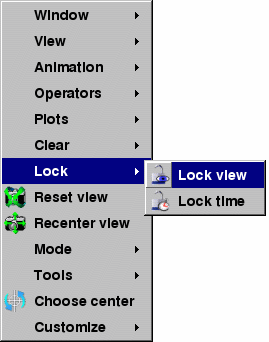 Window
View
Animation
Operators
Plots
Clear
Lock
Lock view
Reset view
Lock time
Recenter view
Mode
Tools
Choose center
Customize